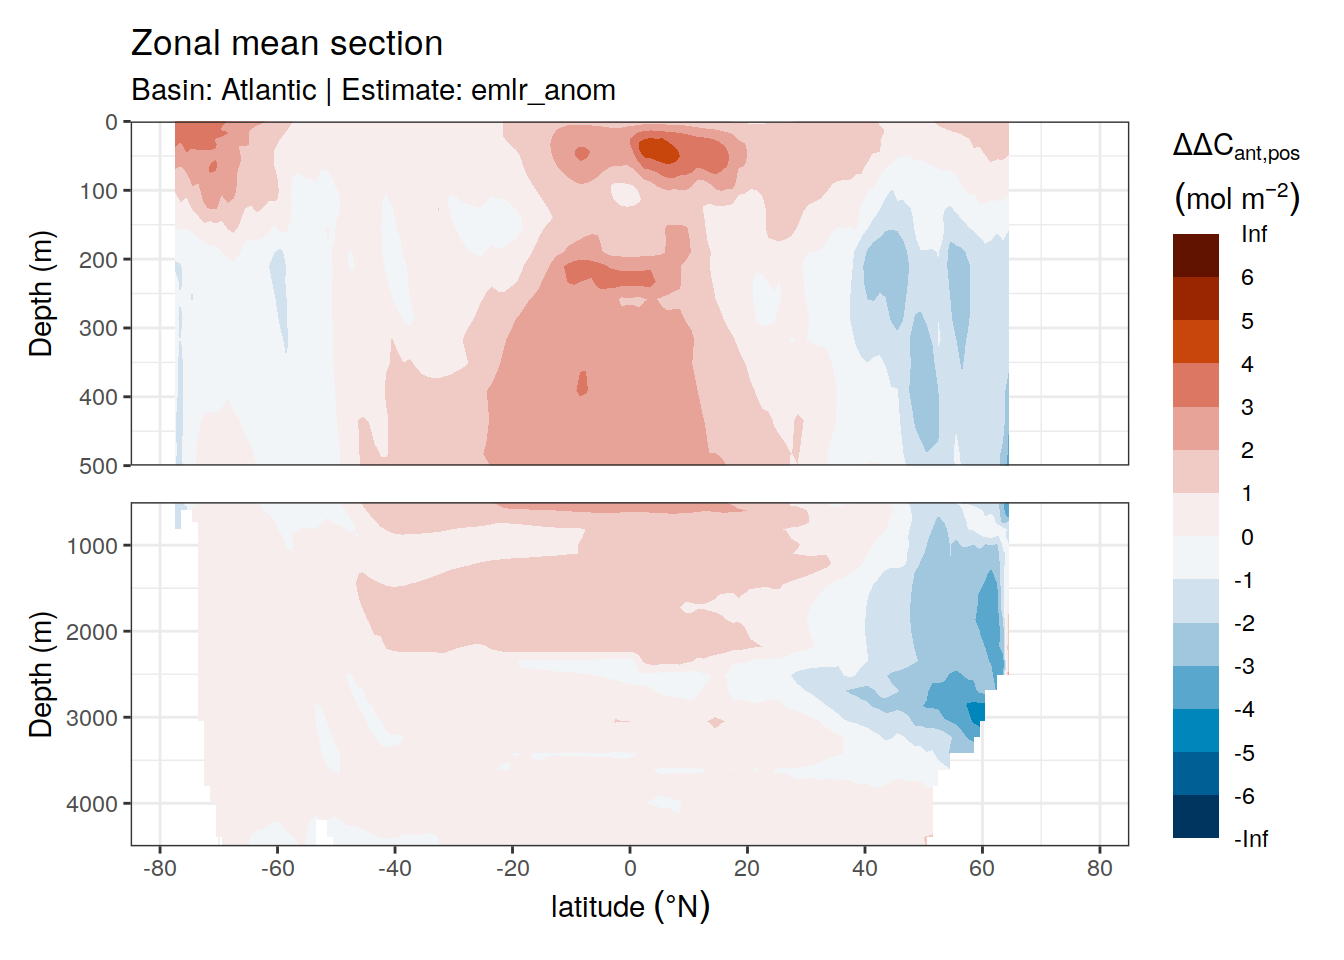 Zonal mean section
Basin: Atlantic | Estimate: emlr_anom
Depth (m)
0
100
200
300
400
500
Depth (m)
1000
2000
3000
4000
-80 -60 -40 -20 0 20 40 60 80
latitude (°N)
ΔΔCant,pos
(mol m−2)
Inf
6
5
4
3
2
1
0
-1
-2
-3
-4
-5
-6
-Inf